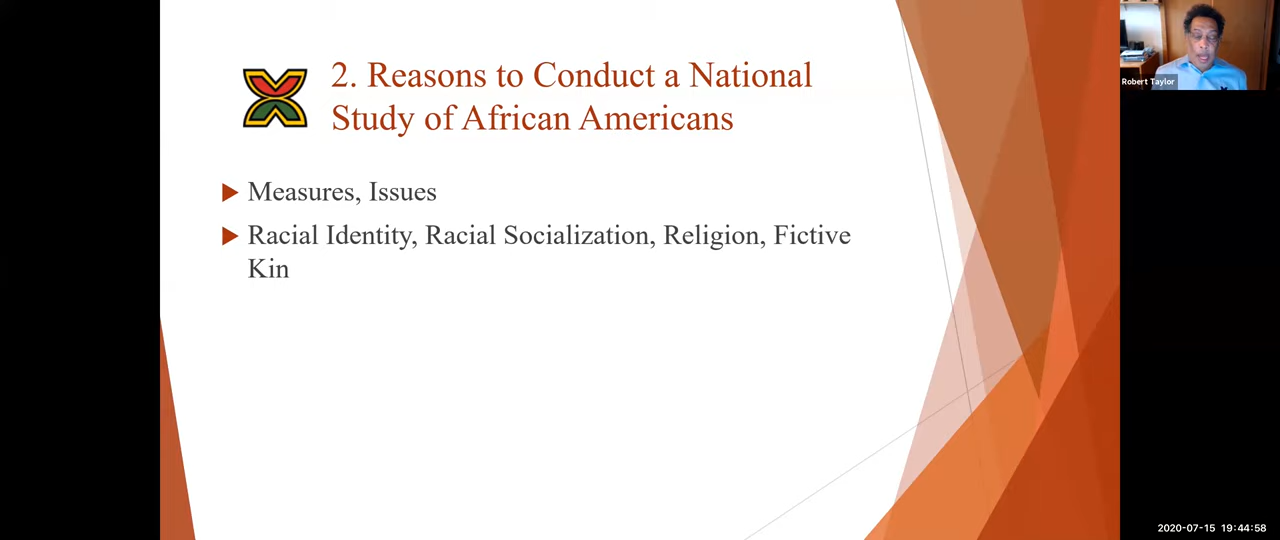 2. Reasons to Conduct a National
Study of African Americans
Measures, Issues
Racial Identity, Racial Socialization, Religion, Fictive
Kin
Robert Taylor
2020-07-15 19:44:58